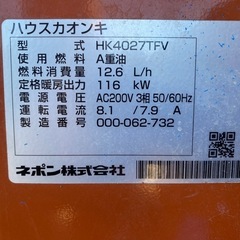 ハウスカオンキ
型式 HK4027TFV
使用燃料 A重油
燃料消費量 12.6 L/h
定格暖房出力 116 kW
電源電圧 AC200V 3相 50/60Hz
運転電流 8.1 / 7.9 A
製造番号 000-062-732
ネポン株式会社